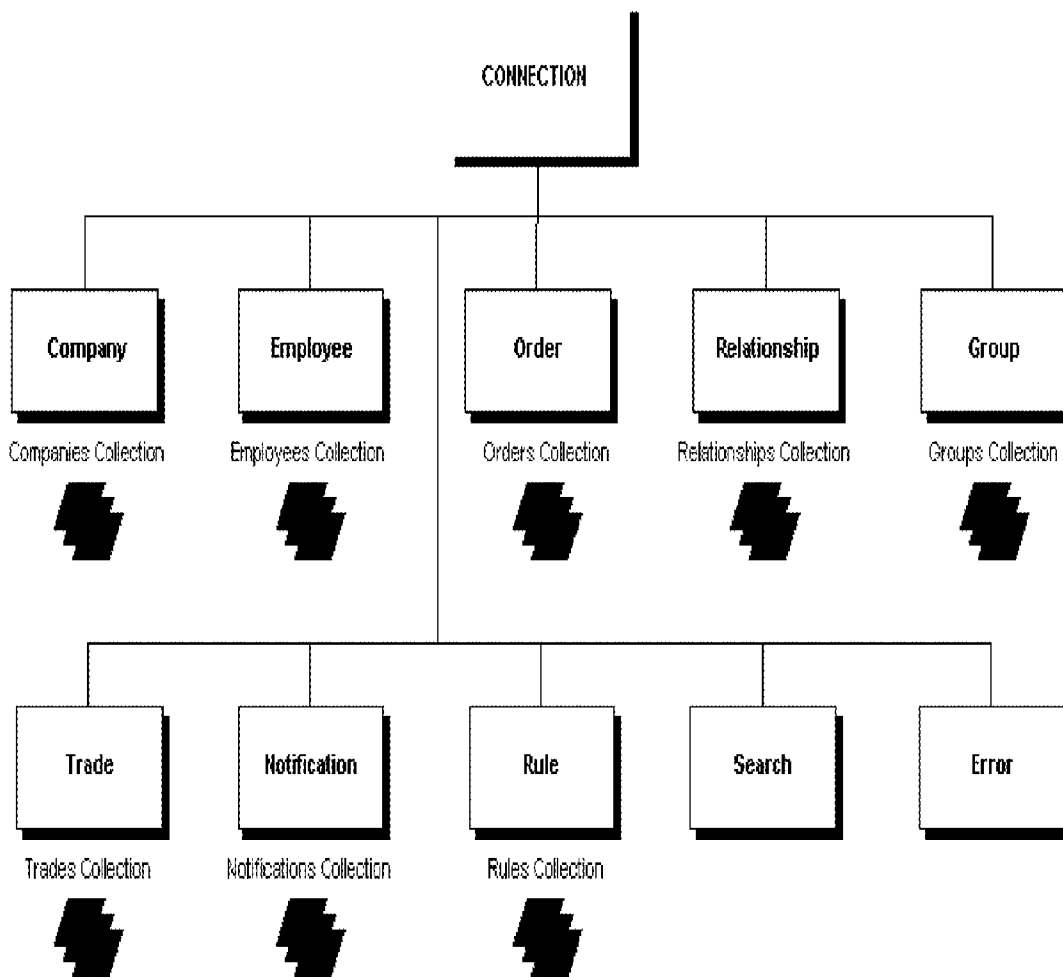 CONNECTION
Company
Employee
Order
Relationship
Group
Companies Collection
Employees Collection
Orders Collection
Relationships Collection
Groups Collection
Trade
Notification
Rule
Search
Error
Trades Collection
Notifications Collection
Rules Collection